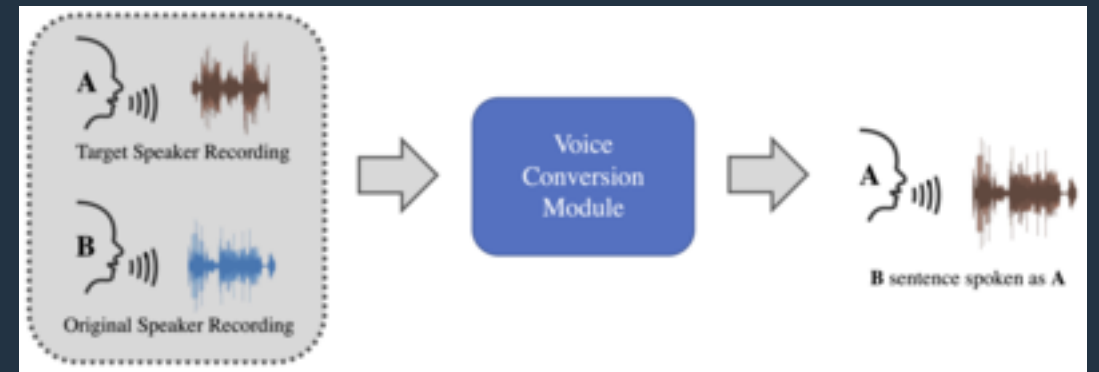 A
Target Speaker Recording
B
Original Speaker Recording
Voice
Conversion
Module
A
B sentence spoken as A